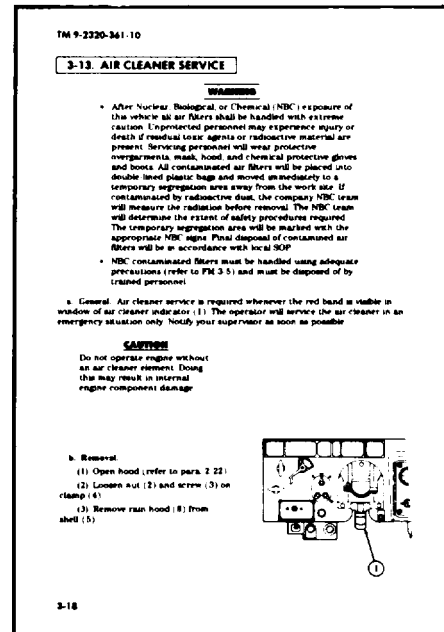 TM 9-2320-361-10
3-13. AIR CLEANER SERVICE
WARNING
• After Nuclear, Biological, or Chemical (NBC) exposure of
this vehicle all air filters shall be handled with extreme
caution. Unprotected personnel may experience injury or
death if residual toxic agents or radioactive material are
present. Servicing personnel will wear protective
overgarments, mask, hood, and chemical protective gloves
and boots. All contaminated air filters will be placed into
double lined plastic bags and moved immediately to a
temporary segregation area away from the work site. If
contaminated by radioactive dust, the company NBC team
will measure the radiation before removal. The NBC team
will determine the extent of safety procedures required.
The temporary segregation area will be marked with the
appropriate NBC signs. Final disposal of contaminated air
filters will be in accordance with local SOP.
• NBC contaminated filters must be handled using adequate
precautions (refer to FM 3-5) and must be disposed of by
trained personnel.
a. General. Air cleaner service is required whenever the red band is visible in
window of air cleaner indicator (1). The operator will service the air cleaner in an
emergency situation only. Notify your supervisor as soon as possible.
CAUTION
Do not operate engine without
an air cleaner element. Doing
this may result in internal
engine component damage.
b. Removal.
(1) Open hood (refer to para. 2-22).
(2) Loosen nut (2) and screw (3) on
clamp (4).
(3) Remove rain hood (8) from
shell (5).
1
3-18